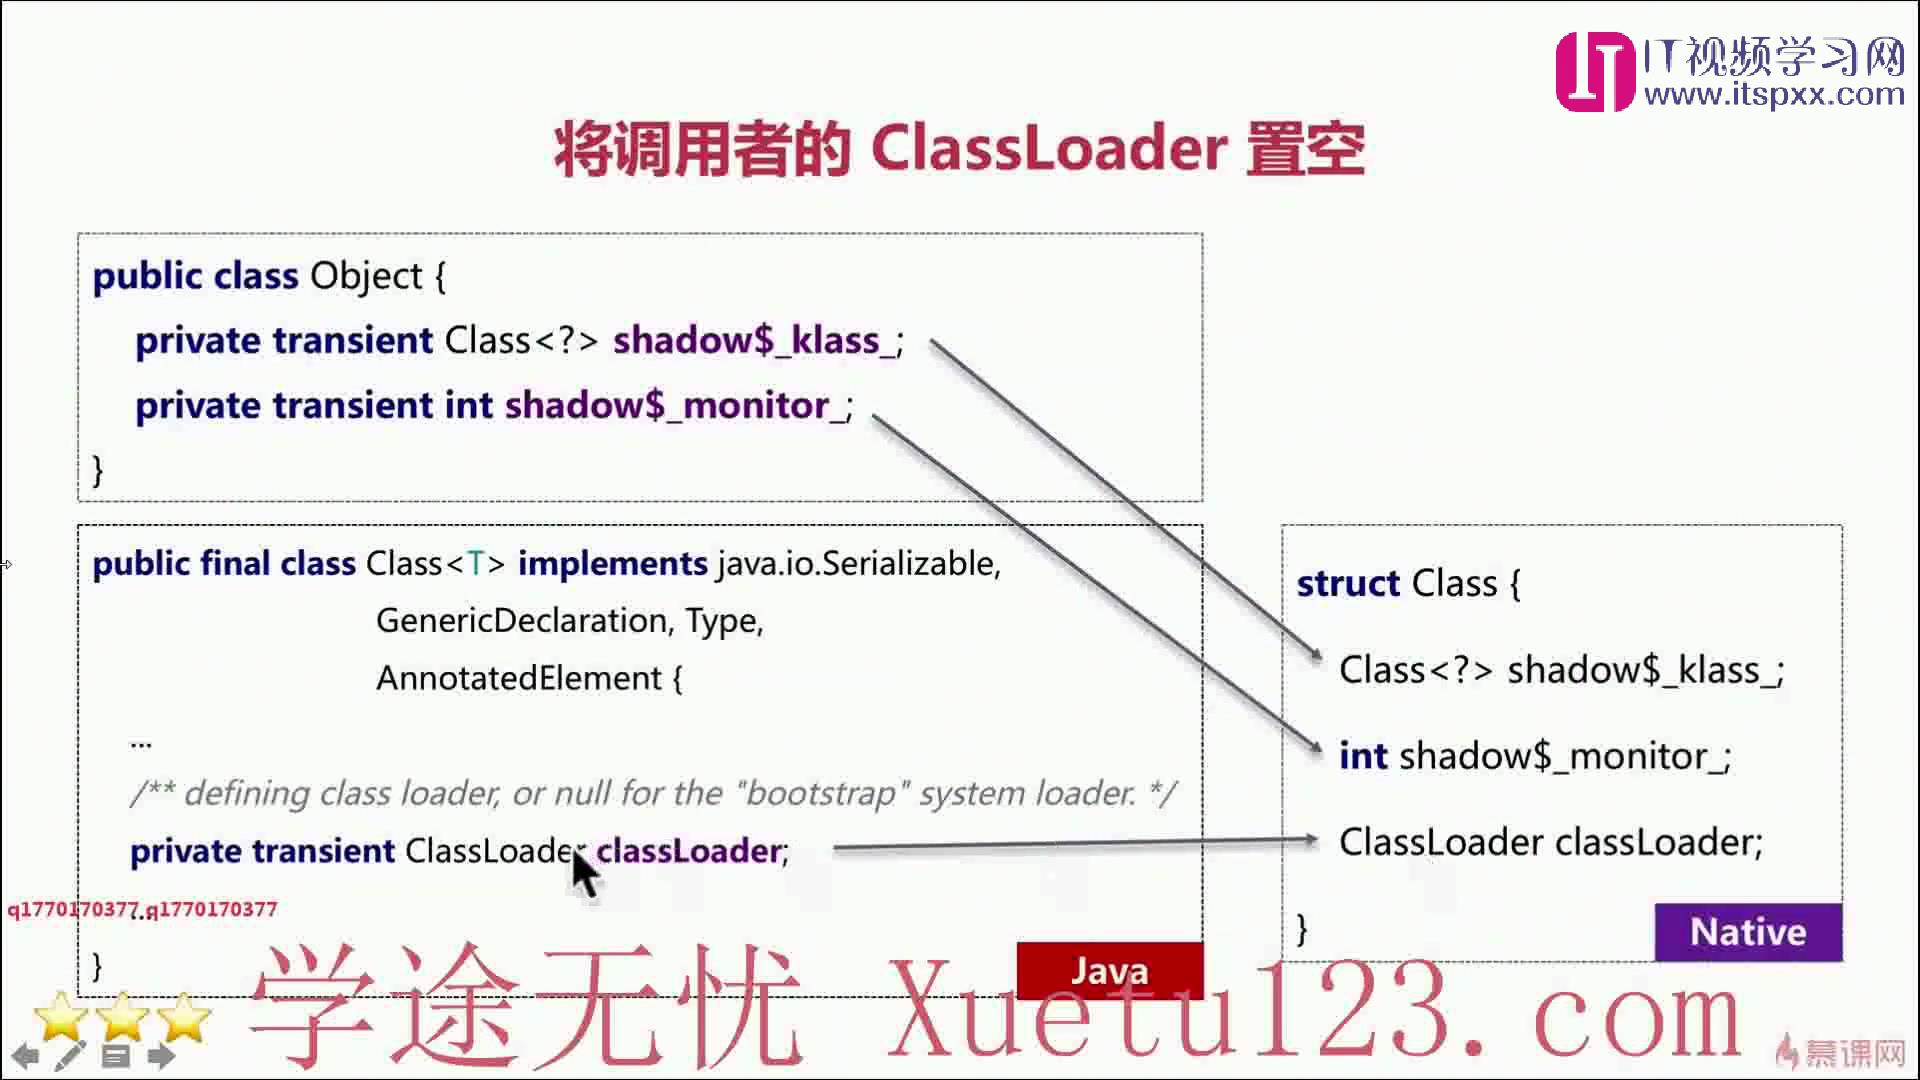 IT视频学习网
www.itspxx.com
将调用者的 ClassLoader 置空
public class Object {
private transient Class<?> shadow$_klass_;
private transient int shadow$_monitor_;
}
public final class Class<T> implements java.io.Serializable,
GenericDeclaration, Type,
AnnotatedElement {
...
/** defining class loader, or null for the "bootstrap" system loader. */
private transient ClassLoader classLoader;
...
}
Java
struct Class {
Class<?> shadow$_klass_;
int shadow$_monitor_;
ClassLoader classLoader;
}
Native
q1770170377 q1770170377
学途无忧 Xuetu123.com
慕课网